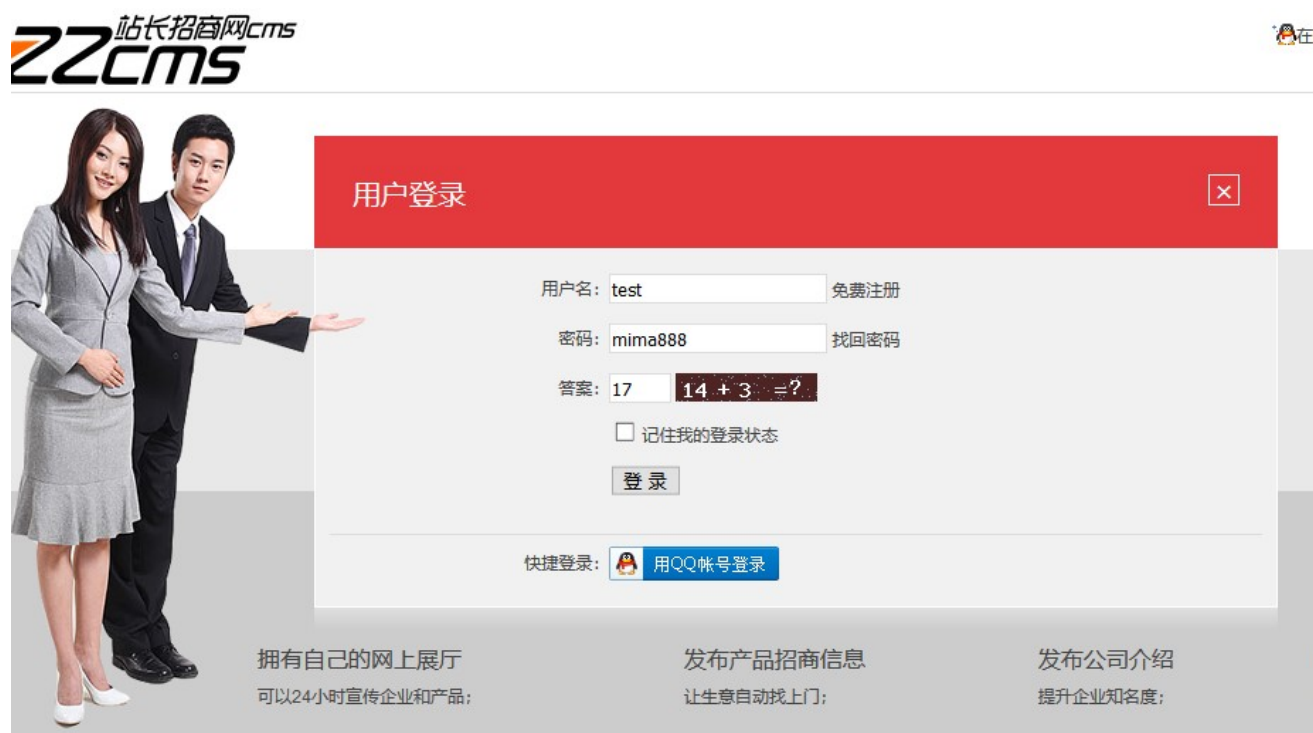 站长招商网cms
ZZcms
在
用户登录
用户名: test 免费注册
密码: mima888 找回密码
答案: 17 14 + 3 =?
记住我的登录状态
登 录
快捷登录: 用QQ帐号登录
拥有自己的网上展厅 发布产品招商信息 发布公司介绍
可以24小时宣传企业和产品; 让生意自动找上门; 提升企业知名度;